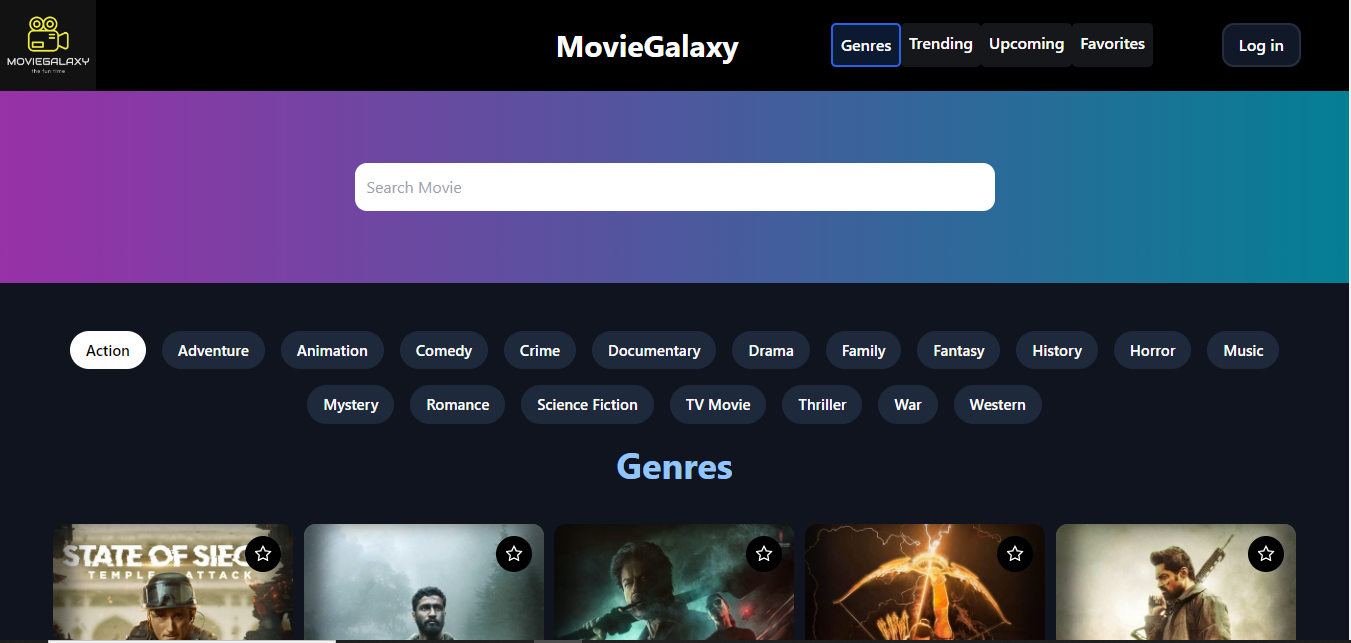 MOVIEGALAXY
the fun time
MovieGalaxy
Genres Trending Upcoming Favorites
Log in
Search Movie
Action Adventure Animation Comedy Crime Documentary Drama Family Fantasy History Horror Music
Mystery Romance Science Fiction TV Movie Thriller War Western
Genres
STATE OF SIEG
TEMPLE ATTACK